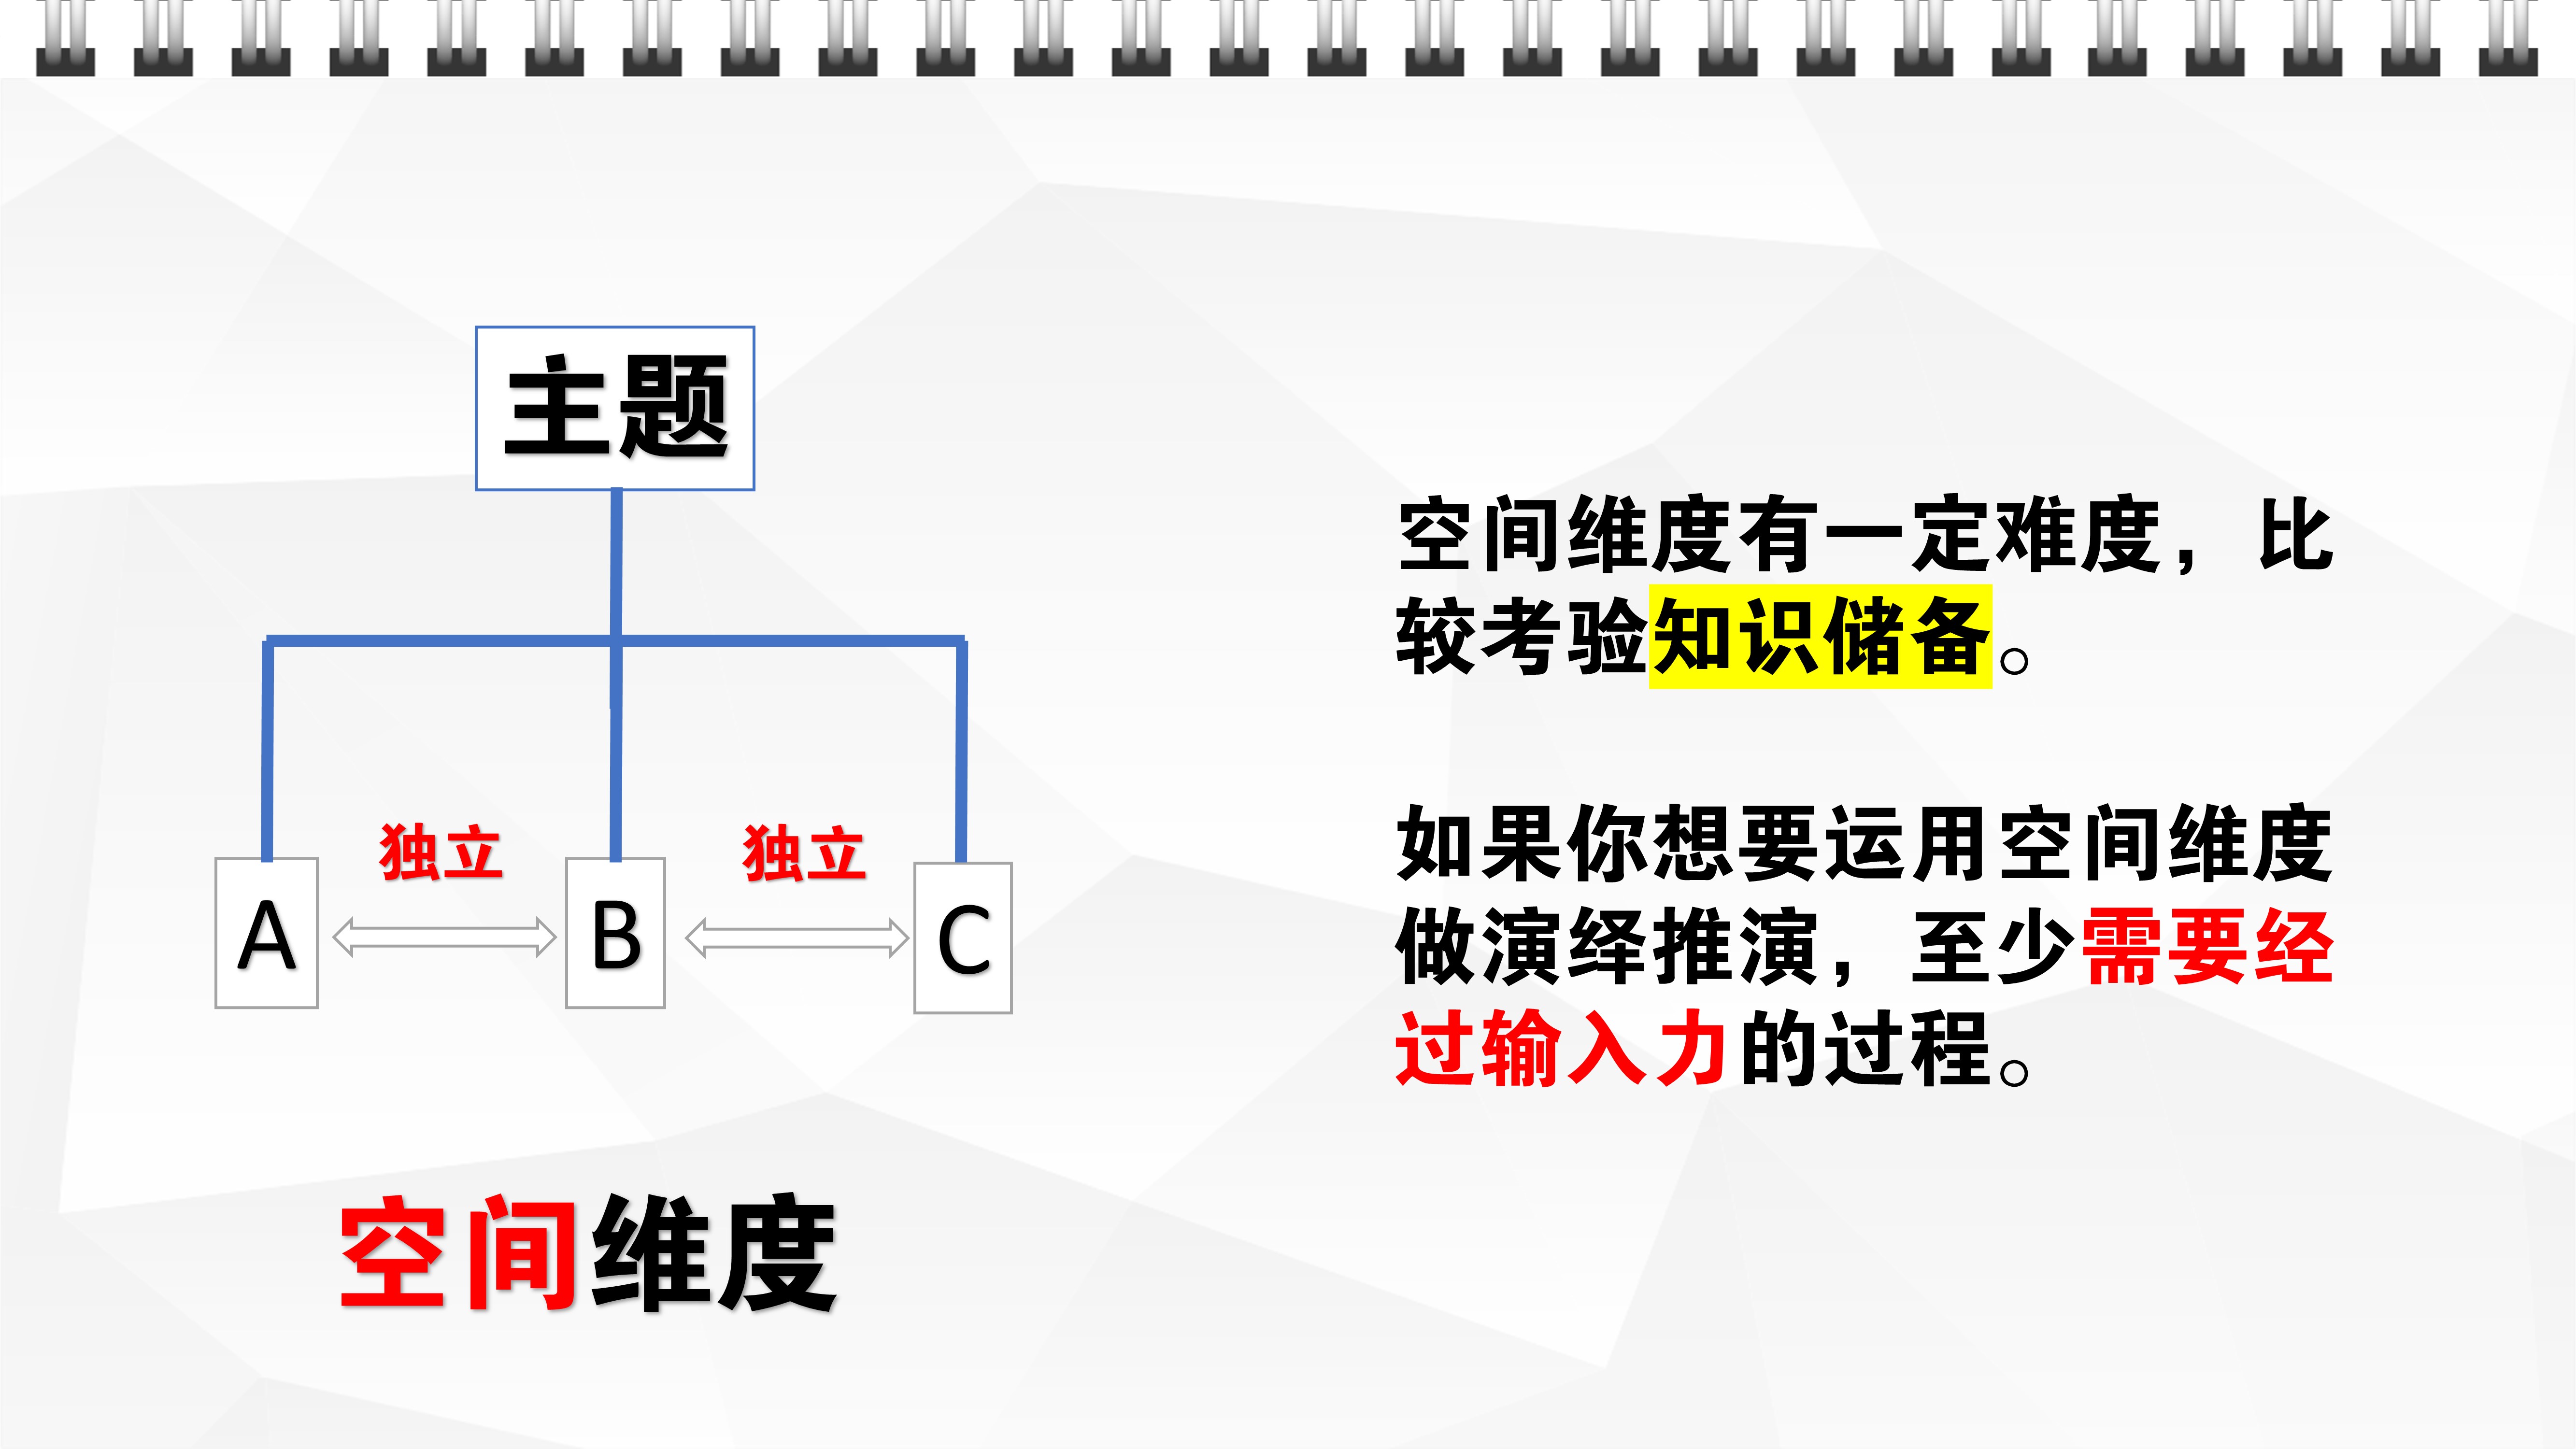 主题
独立
独立
A
B
C
空间维度
空间维度有一定难度，比
较考验知识储备。
如果你想要运用空间维度
做演绎推演，至少需要经
过输入力的过程。